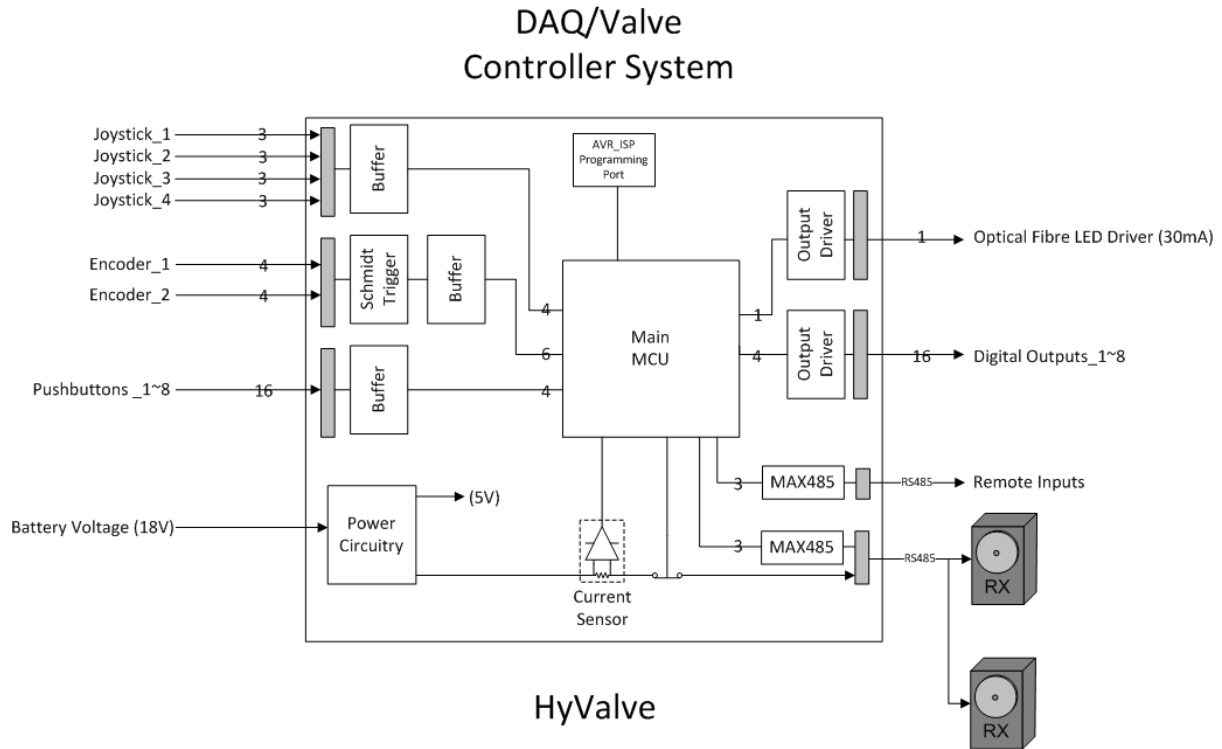 DAQ/Valve
Controller System
Joystick_1
3
Joystick_2
3
Joystick_3
3
Joystick_4
3
Buffer
AVR_ISP
Programming
Port
Output
Driver
1
Optical Fibre LED Driver (30mA)
Encoder_1
4
Encoder_2
4
Schmidt
Trigger
Buffer
4
6
4
Main
MCU
1
4
Output
Driver
16
Digital Outputs_1~8
Pushbuttons _1~8
16
Buffer
3
MAX485
RS485
Remote Inputs
Battery Voltage (18V)
Power
Circuitry
(5V)
Current
Sensor
3
MAX485
RS485
RX
RX
HyValve